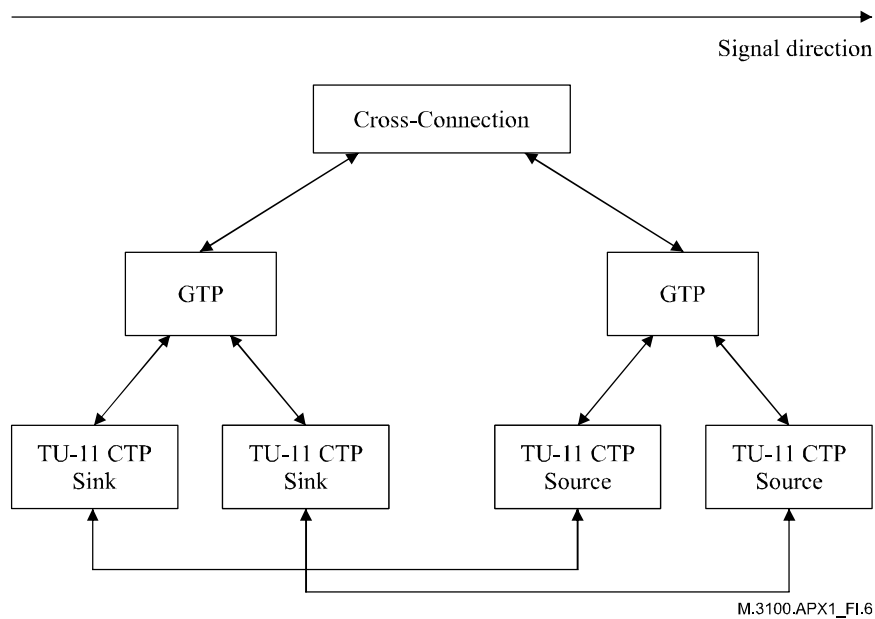 Signal direction
Cross-Connection
GTP
GTP
TU-11 CTP
Sink
TU-11 CTP
Sink
TU-11 CTP
Source
TU-11 CTP
Source
M.3100.APX1_FI.6